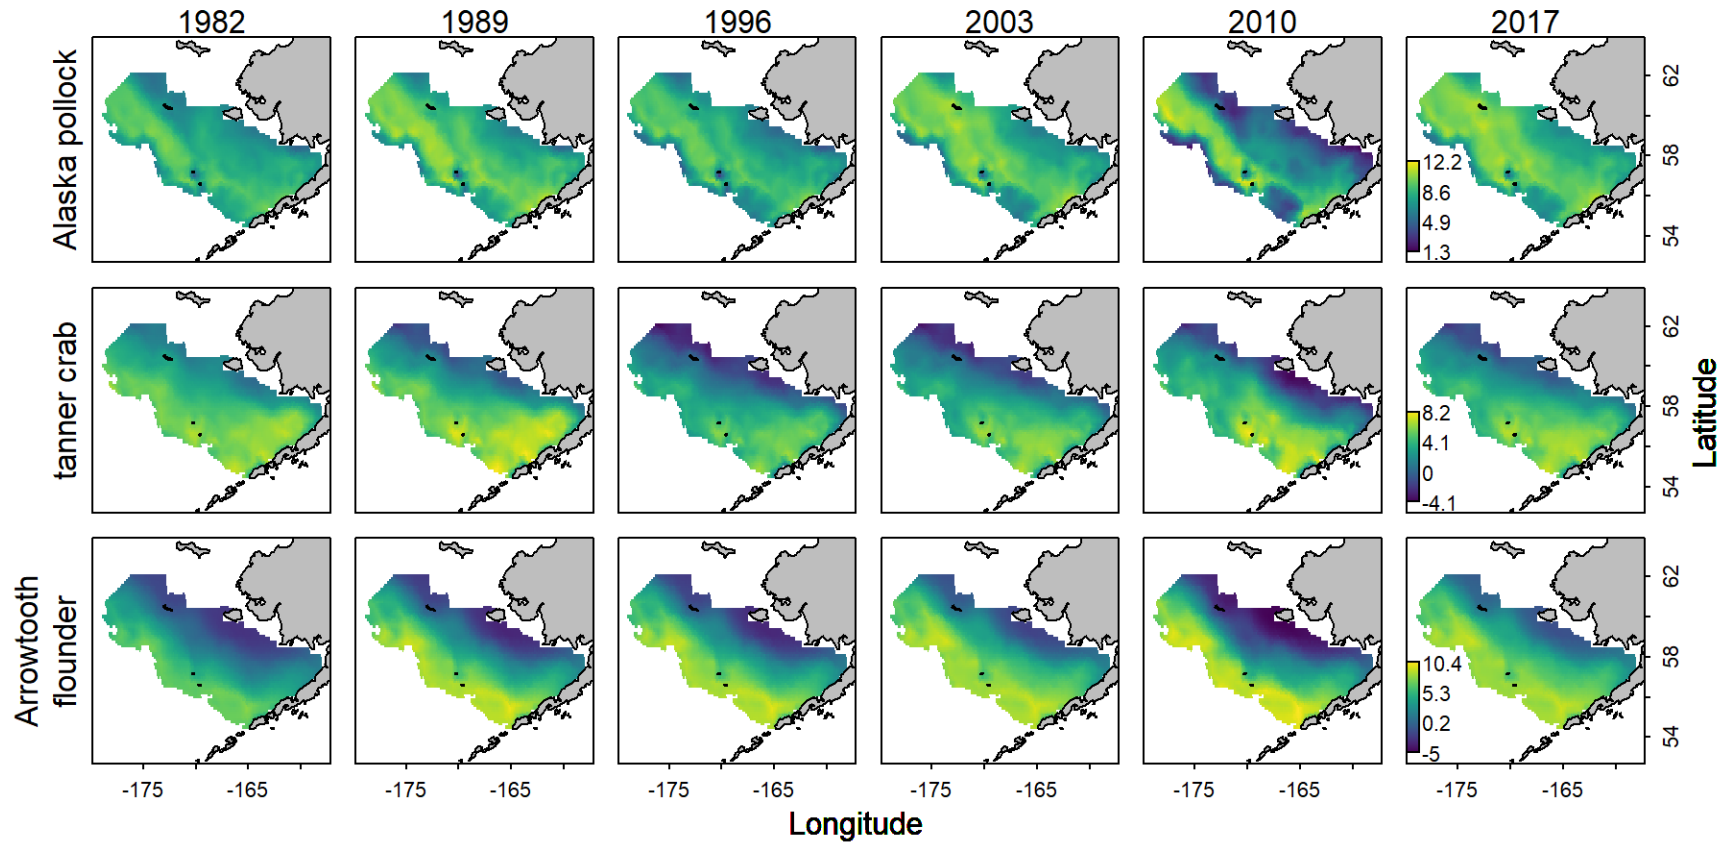 1982 1989 1996 2003 2010 2017
Alaska pollock
12.2
8.6
4.9
1.3
62
58
54
tanner crab
8.2
4.1
0
-4.1
62
58
54
Latitude
Arrowtooth
flounder
10.4
5.3
0.2
-5
62
58
54
-175 -165 -175 -165 -175 -165 -175 -165 -175 -165 -175 -165
Longitude